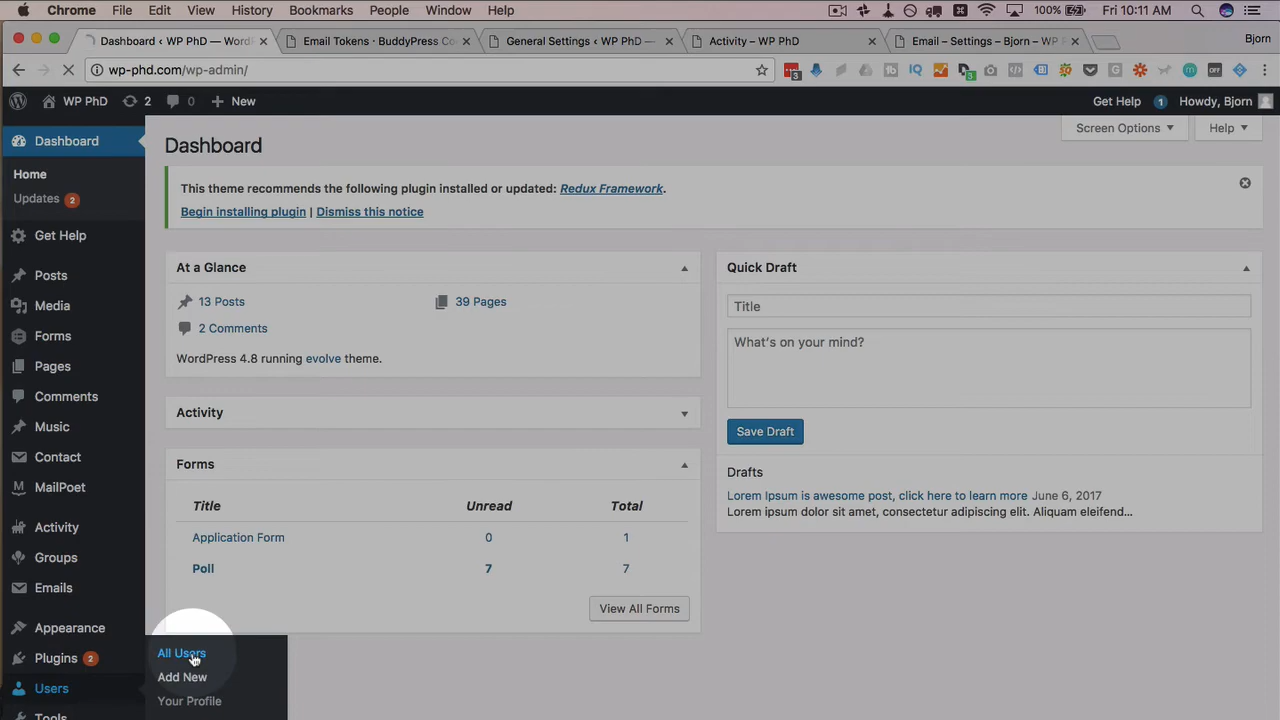 Chrome File Edit View History Bookmarks People Window Help 100% Fri 10:11 AM
Dashboard ‹ WP PhD — WordP Email Tokens · BuddyPress Co General Settings ‹ WP PhD — Activity – WP PhD Email – Settings – Bjorn – WP Bjorn
wp-phd.com/wp-admin/
WP PhD 2 0 New Get Help 1 Howdy, Bjorn
Screen Options Help
Dashboard
Home
Updates 2
Get Help
Posts
Media
Forms
Pages
Comments
Music
Contact
MailPoet
Activity
Groups
Emails
Appearance
Plugins 2
Users
Tools
All Users
Add New
Your Profile
Dashboard
This theme recommends the following plugin installed or updated: Redux Framework.
Begin installing plugin | Dismiss this notice
At a Glance
13 Posts 39 Pages
2 Comments
WordPress 4.8 running evolve theme.
Activity
Forms
Title Unread Total
Application Form 0 1
Poll 7 7
View All Forms
Quick Draft
Title
What's on your mind?
Save Draft
Drafts
Lorem Ipsum is awesome post, click here to learn more June 6, 2017
Lorem ipsum dolor sit amet, consectetur adipiscing elit. Aliquam eleifend...